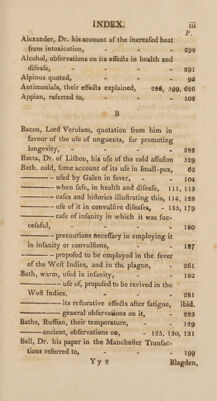 INDEX. iii
P.
Alexander, Dr. his account of the increaſed heat
from intoxication, - - - 292
Alcohol, obſervations on its effects in health and
diſeaſe, - - - - 291
Alpinus quoted, - - - - 98
Antimonials, their effects explained, 286, 599, 626
Appian, referred to, - - - 102
B
Bacon, Lord Verulam, quotation from him in
favour of the uſe of unguents, for promoting
longevity, - - - - 282
Baeta, Dr. of Liſbon, his uſe of the cold affuſion 329
Bath, cold, ſome account of its uſe in ſmall-pox, 62
——— uſed by Galen in fever, - - 104
——— when ſafe, in health and diſeaſe, 111, 113
——— caſes and hiſtories illuſtrating this, 114, 128
——— uſe of it in convulſive diſeaſes, - 135, 179
——— caſe of inſanity in which it was ſuc-
ceſsful, - - - - 180
——— precautions neceſſary in employing it
in inſanity or convulſions, - - 187
——— propoſed to be employed in the fever
of the Weſt Indies, and in the plague, - 261
Bath, warm, uſed in inſanity, - - 182
——— uſe of, propoſed to be revived in the
Weſt Indies, - - - 281
——— its reſtorative effects after fatigue, ibid.
——— general obſervations on it, 283
Baths, Ruſſian, their temperature, - - 129
——— ancient, obſervations on, - 125, 130, 131
Bell, Dr. his paper in the Mancheſter Tranſac-
tions referred to, - - - 199
Y y 2 Blagden,